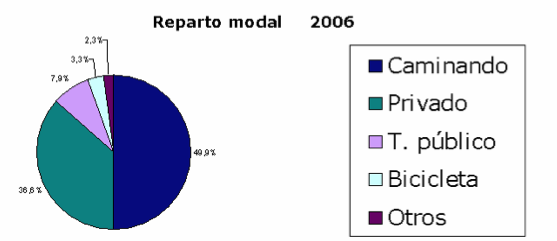 Reparto modal 2006
2,3%
3,3%
7,9%
49,9%
36,6%
Caminando
Privado
T. público
Bicicleta
Otros